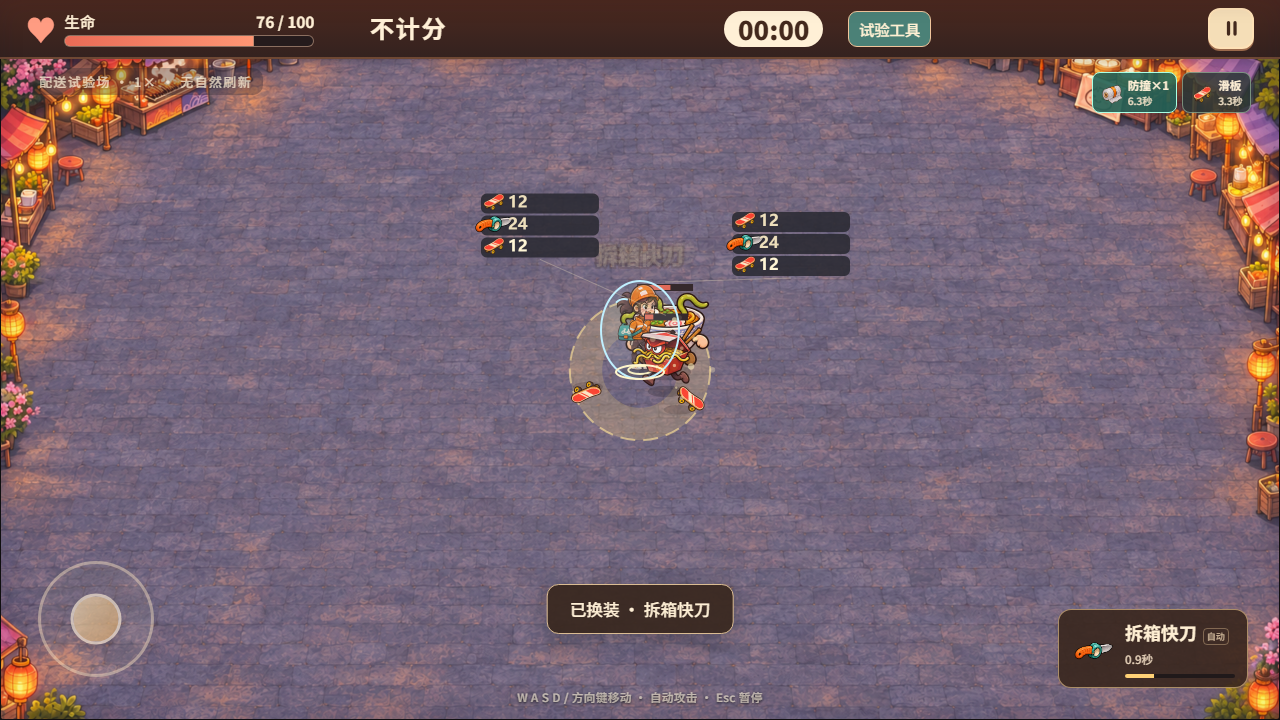 生命
76 / 100
不计分
00:00
试验工具
配送试验场 · 1× · 无自然刷新
防撞×1
6.3秒
滑板
3.3秒
12
24
12
12
24
12
拆箱快刀
已换装 · 拆箱快刀
拆箱快刀 自动
0.9秒
W A S D / 方向键移动 · 自动攻击 · Esc 暂停